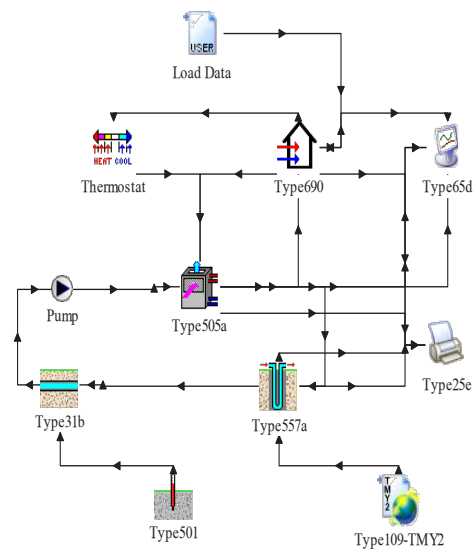 USER
Load Data
HEAT COOL
Thermostat
Type690
Type65d
Pump
Type505a
Type25e
Type31b
Type557a
Type501
TMY2
Type109-TMY2